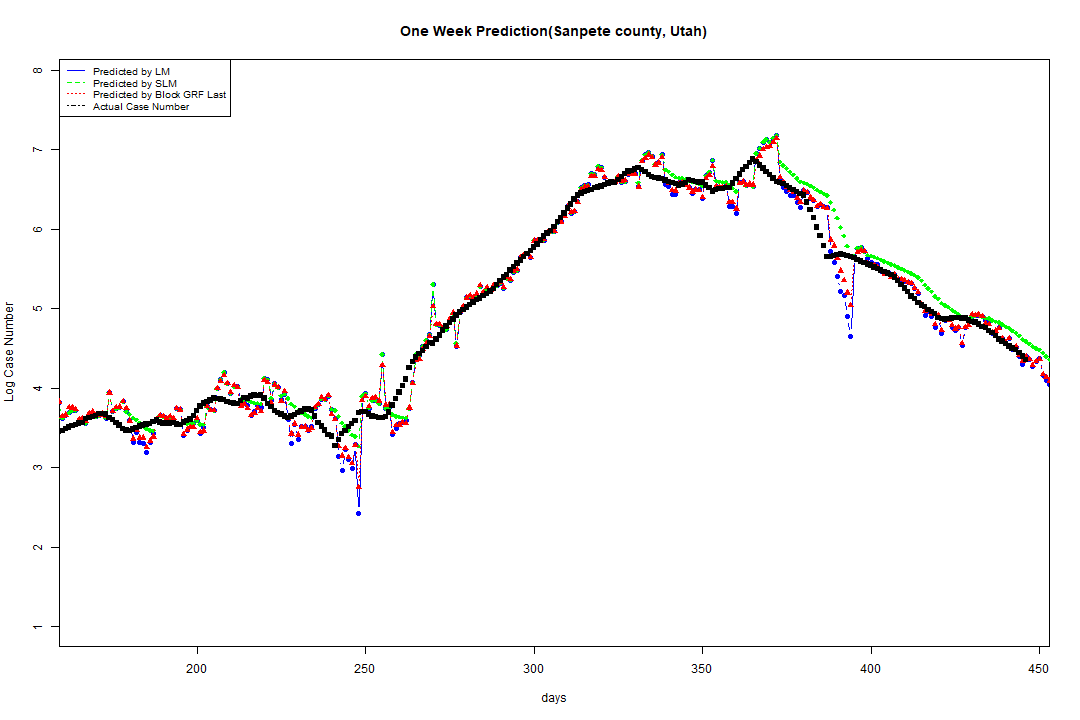 One Week Prediction(Sanpete county, Utah)
Predicted by LM
Predicted by SLM
Predicted by Block GRF Last
Actual Case Number
8
7
6
5
4
3
2
1
Log Case Number
200 250 300 350 400 450
days